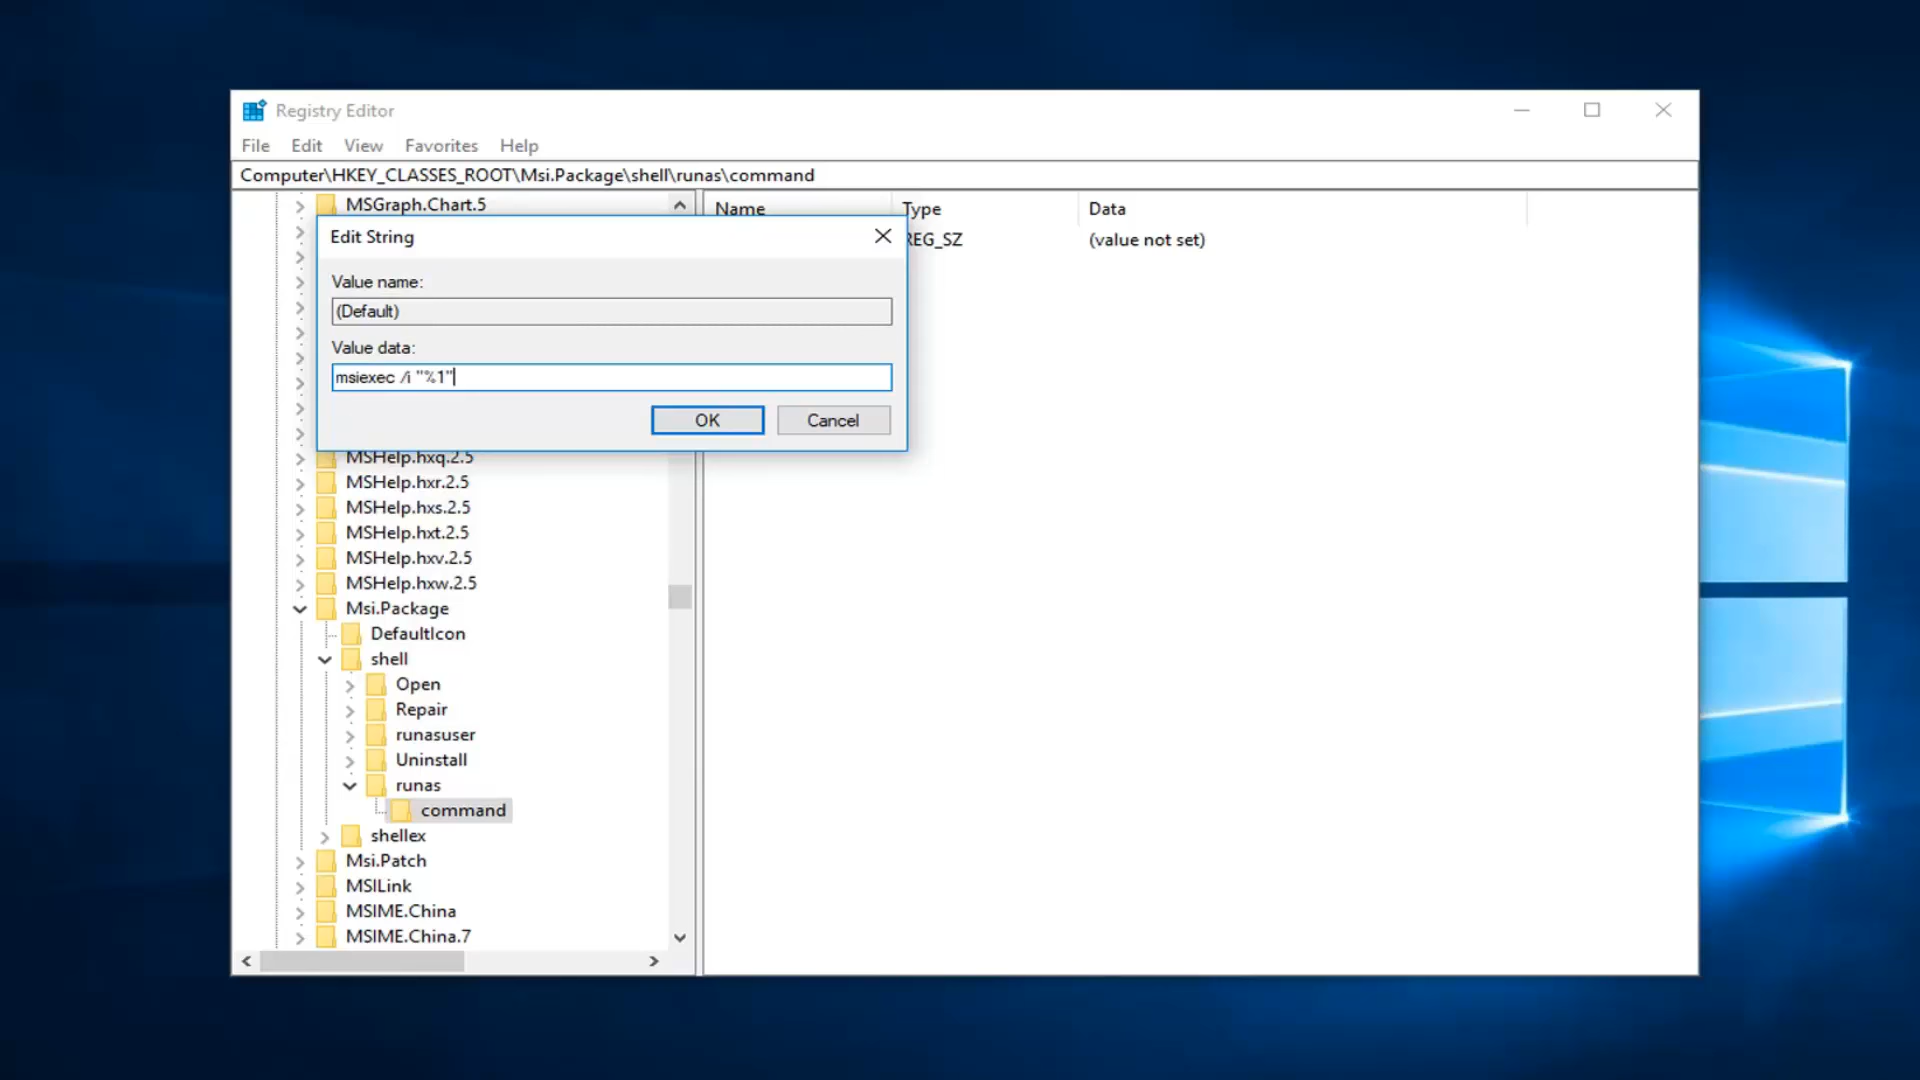 Registry Editor
File Edit View Favorites Help
Computer\HKEY_CLASSES_ROOT\Msi.Package\shell\runas\command
MSGraph.Chart.5
Name Type Data
REG_SZ (value not set)
Edit String
Value name:
(Default)
Value data:
msiexec /i "%1"
OK Cancel
MSHelp.hxq.2.5
MSHelp.hxr.2.5
MSHelp.hxs.2.5
MSHelp.hxt.2.5
MSHelp.hxv.2.5
MSHelp.hxw.2.5
Msi.Package
DefaultIcon
shell
Open
Repair
runasuser
Uninstall
runas
command
shellex
Msi.Patch
MSILink
MSIME.China
MSIME.China.7